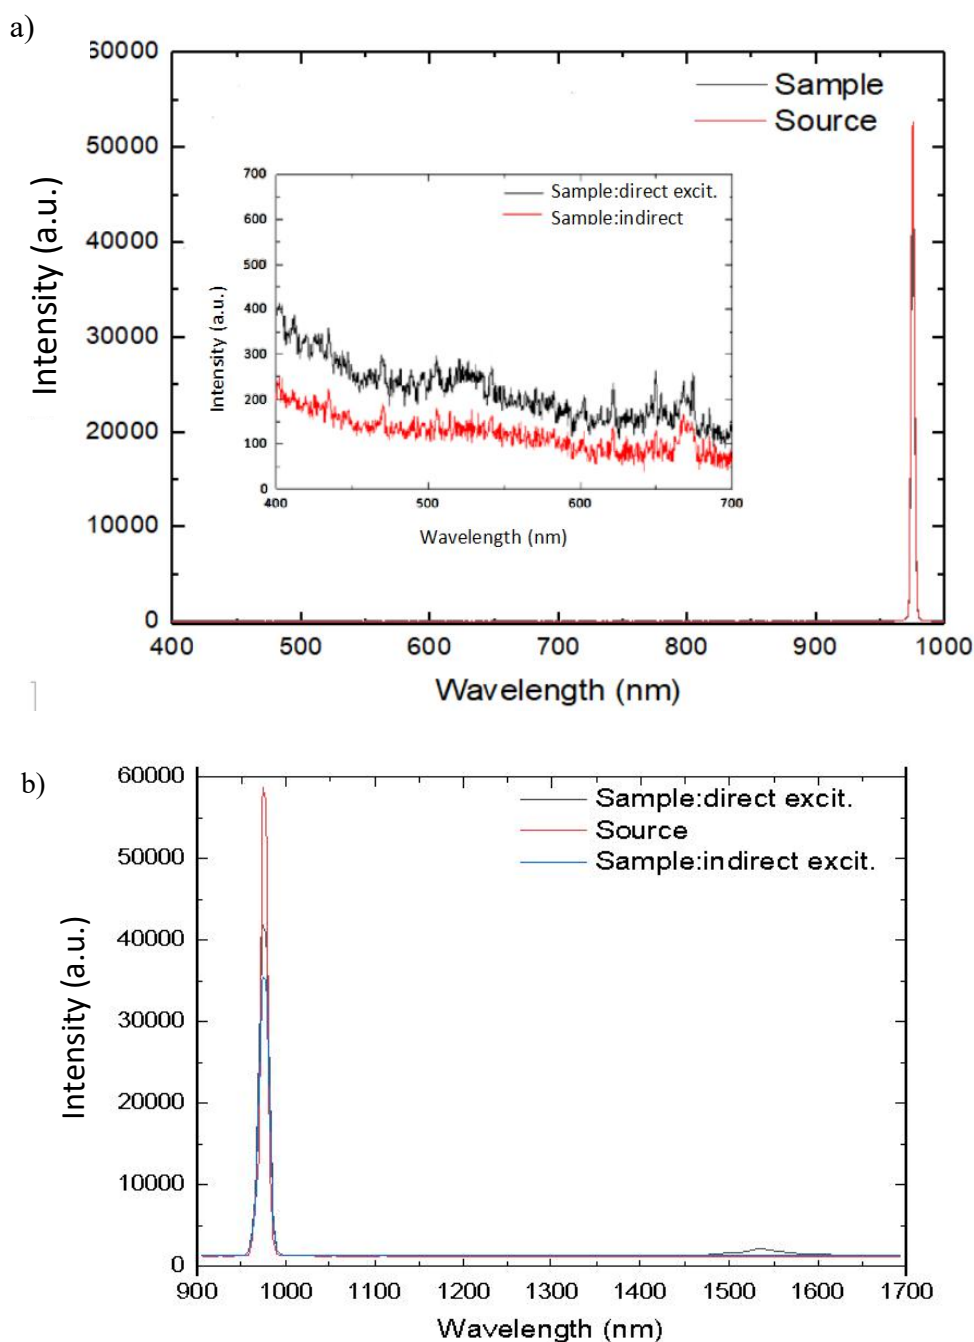 a)
60000
50000
40000
30000
20000
10000
0
Intensity (a.u.)
Sample
Source
700
600
500
400
300
200
100
0
Intensity (a.u.)
Sample:direct excit.
Sample:indirect
400 500 600 700
Wavelength (nm)
400 500 600 700 800 900 1000
Wavelength (nm)
b)
60000
50000
40000
30000
20000
10000
0
Intensity (a.u.)
Sample:direct excit.
Source
Sample:indirect excit.
900 1000 1100 1200 1300 1400 1500 1600 1700
Wavelength (nm)